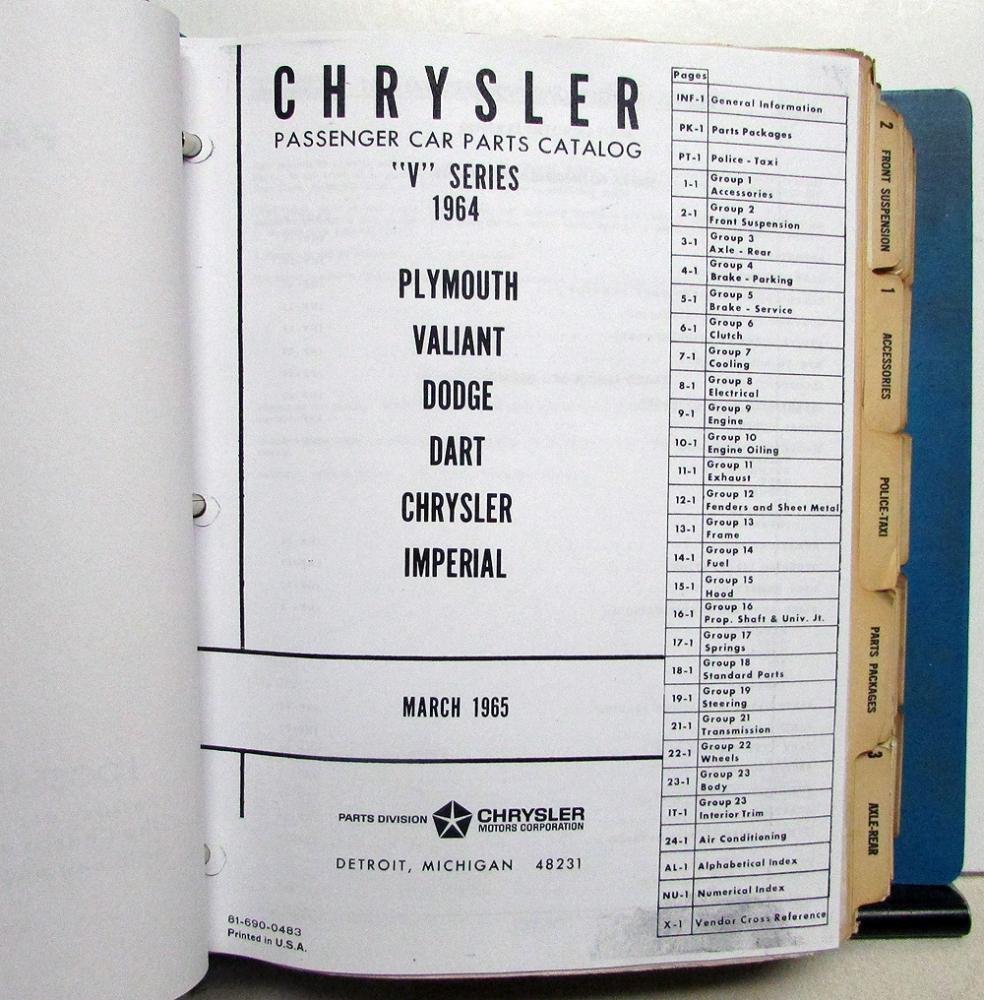 CHRYSLER
PASSENGER CAR PARTS CATALOG
"V" SERIES
1964
PLYMOUTH
VALIANT
DODGE
DART
CHRYSLER
IMPERIAL
MARCH 1965
PARTS DIVISION CHRYSLER
MOTORS CORPORATION
DETROIT, MICHIGAN 48231
81-690-0483
Printed in U.S.A.
Pages
INF-1 General Information
PK-1 Parts Packages
PT-1 Police - Taxi
1-1 Group 1
Accessories
2-1 Group 2
Front Suspension
3-1 Group 3
Axle - Rear
4-1 Group 4
Brake - Parking
5-1 Group 5
Brake - Service
6-1 Group 6
Clutch
7-1 Group 7
Cooling
8-1 Group 8
Electrical
9-1 Group 9
Engine
10-1 Group 10
Engine Oiling
11-1 Group 11
Exhaust
12-1 Group 12
Fenders and Sheet Metal
13-1 Group 13
Frame
14-1 Group 14
Fuel
15-1 Group 15
Hood
16-1 Group 16
Prop. Shaft & Univ. Jt.
17-1 Group 17
Springs
18-1 Group 18
Standard Parts
19-1 Group 19
Steering
21-1 Group 21
Transmission
22-1 Group 22
Wheels
23-1 Group 23
Body
IT-1 Group 23
Interior Trim
24-1 Air Conditioning
AL-1 Alphabetical Index
NU-1 Numerical Index
X-1 Vendor Cross Reference
2 FRONT SUSPENSION
1 ACCESSORIES
POLICE-TAXI
PARTS PACKAGES
3 AXLE-REAR